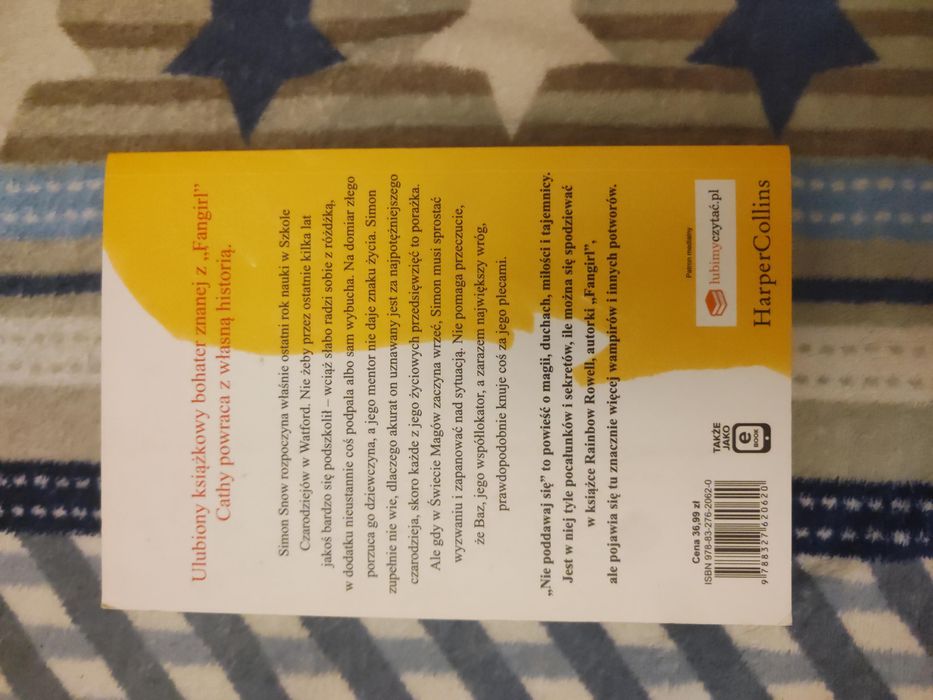 Ulubiony książkowy bohater znanej z „Fangirl”
Cathy powraca z własną historią.
Simon Snow rozpoczyna właśnie ostatni rok nauki w Szkole
Czarodziejów w Watford. Nie żeby przez ostatnie kilka lat
jakoś bardzo się podszkolił – wciąż słabo radzi sobie z różdżką,
w dodatku nieustannie coś podpala albo sam wybucha. Na domiar złego
porzuca go dziewczyna, a jego mentor nie daje znaku życia. Simon
zupełnie nie wie, dlaczego akurat on uznawany jest za najpotężniejszego
czarodzieja, skoro każde z jego życiowych przedsięwzięć to porażka.
Ale gdy w Świecie Magów zaczyna wrzeć, Simon musi sprostać
wyzwaniu i zapanować nad sytuacją. Nie pomaga przeczucie,
że Baz, jego współlokator, a zarazem największy wróg,
prawdopodobnie knuje coś za jego plecami.
„Nie poddawaj się” to powieść o magii, duchach, miłości i tajemnicy.
Jest w niej tyle pocałunków i sekretów, ile można się spodziewać
w książce Rainbow Rowell, autorki „Fangirl”,
ale pojawia się tu znacznie więcej wampirów i innych potworów.
Cena 36,99 zł
ISBN 978-83-276-2062-0
9 788327 620620
TAKŻE
JAKO
e
BOOK
Patron medialny
lubimyczytać.pl
HarperCollins